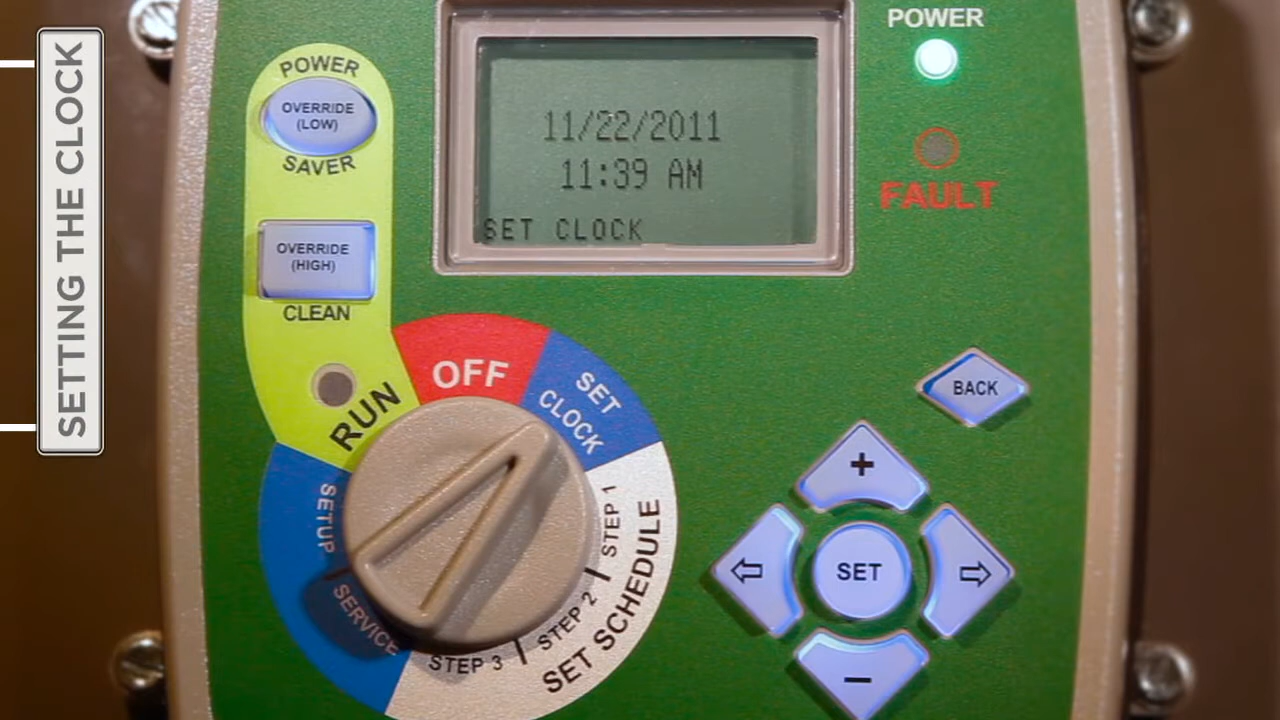 SETTING THE CLOCK
POWER
OVERRIDE
(LOW)
SAVER
OVERRIDE
(HIGH)
CLEAN
11/22/2011
11:39 AM
SET CLOCK
POWER
FAULT
RUN
OFF
SET
CLOCK
STEP 1
STEP 2
STEP 3
SET SCHEDULE
SERVICE
SETUP
BACK
+
SET
−